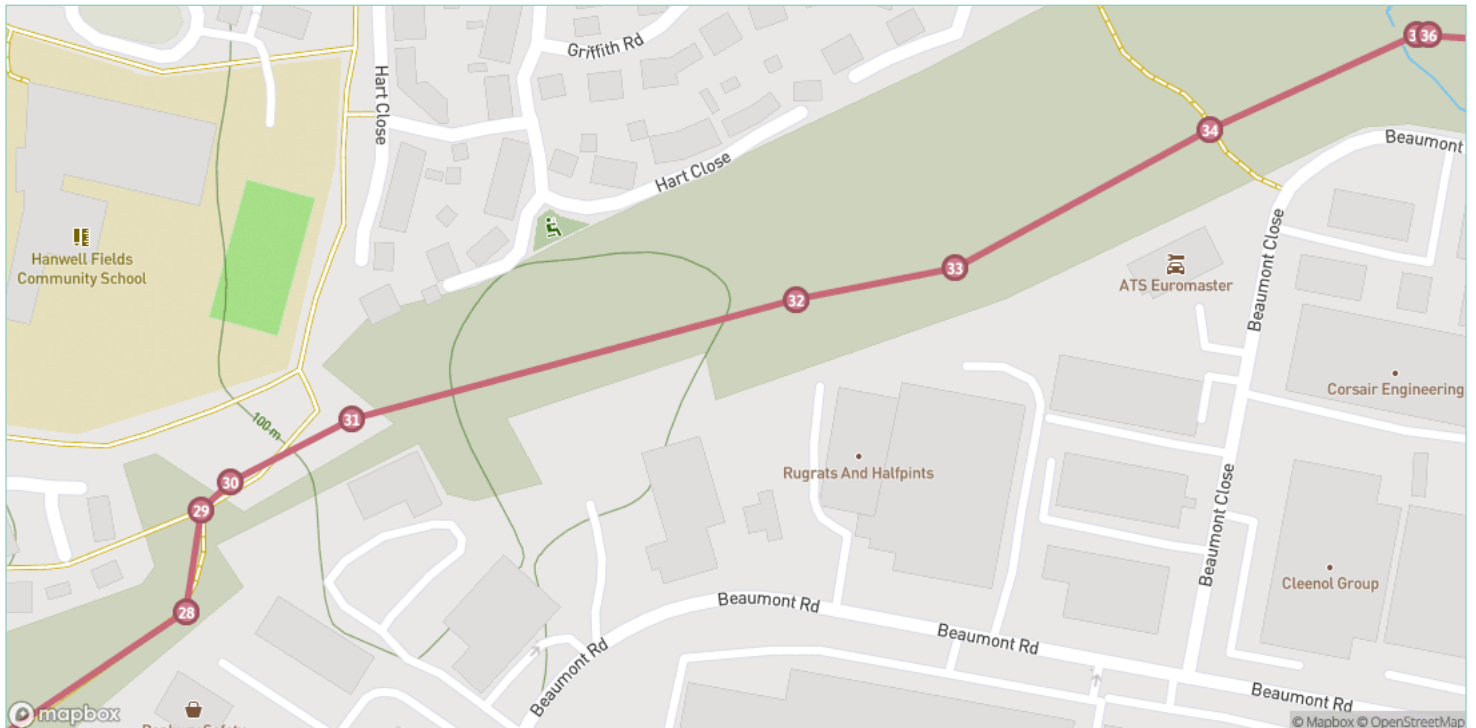 36
Griffith Rd
Hart Close
Beaumont
34
Hart Close
Hanwell Fields
Community School
33
ATS Euromaster
Beaumont Close
32
Corsair Engineering
31
100 m
Rugrats And Halfpints
30
29
Beaumont Close
Cleenol Group
28
Beaumont Rd
Beaumont Rd
Beaumont Rd
Beaumont Rd
mapbox
© Mapbox © OpenStreetMap